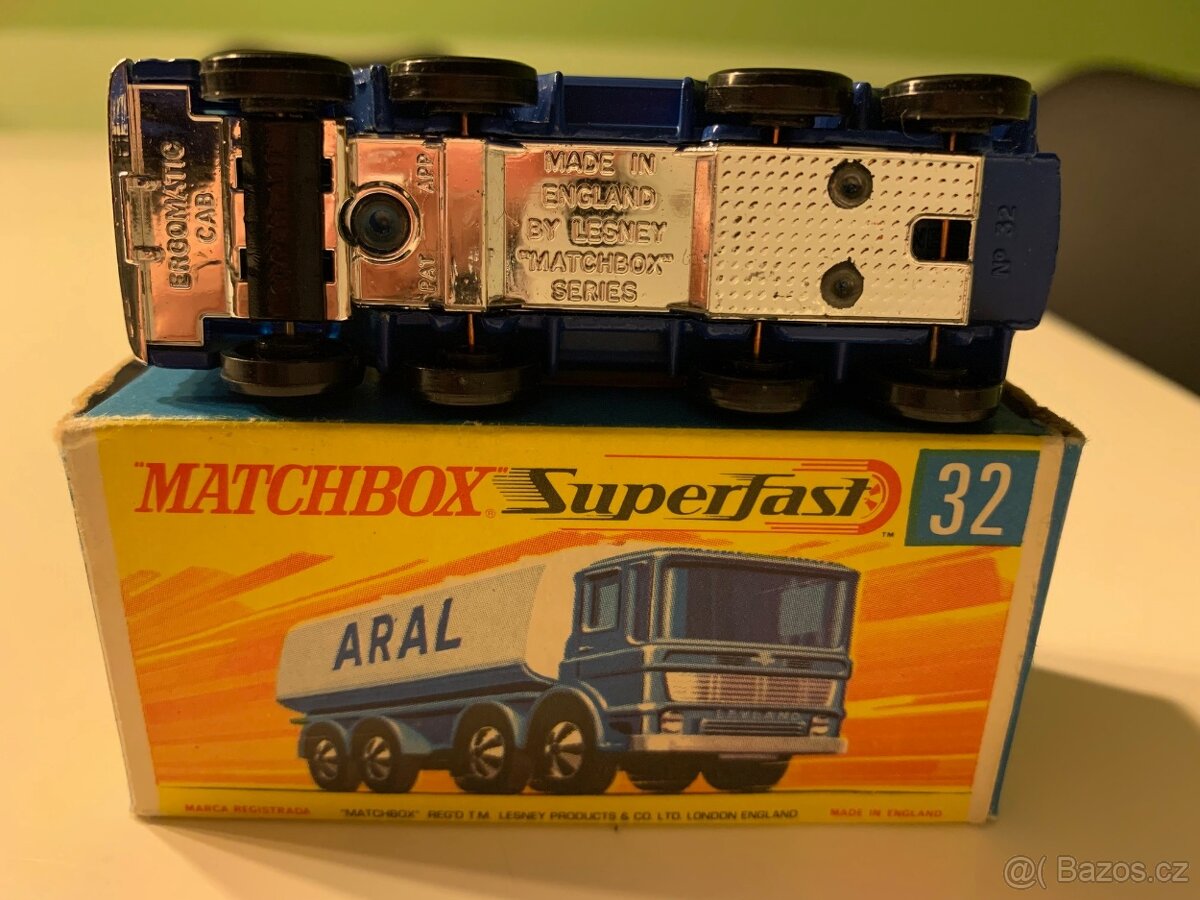 ERGOMATIC
CAB
PAT APP
MADE IN
ENGLAND
BY LESNEY
"MATCHBOX"
SERIES
Nº 32
"MATCHBOX"® Superfast™ 32
ARAL
LEYLAND
MARCA REGISTRADA "MATCHBOX" REG'D T.M. LESNEY PRODUCTS & CO. LTD. LONDON ENGLAND MADE IN ENGLAND
@( Bazos.cz